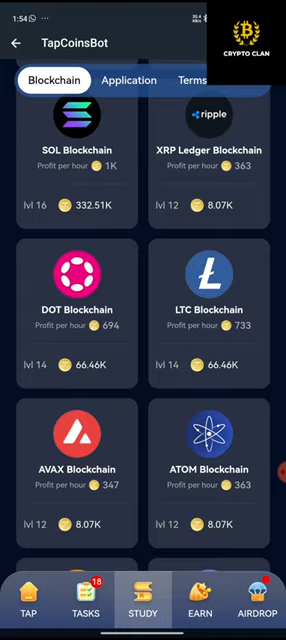 1:54
CRYPTO CLAN
TapCoinsBot
Blockchain
Application
Terms
ripple
SOL Blockchain
Profit per hour 1K
lvl 16 332.51K
XRP Ledger Blockchain
Profit per hour 363
lvl 12 8.07K
DOT Blockchain
Profit per hour 694
lvl 14 66.46K
LTC Blockchain
Profit per hour 733
lvl 14 66.46K
AVAX Blockchain
Profit per hour 347
lvl 12 8.07K
ATOM Blockchain
Profit per hour 363
lvl 12 8.07K
18
TAP
TASKS
STUDY
EARN
AIRDROP